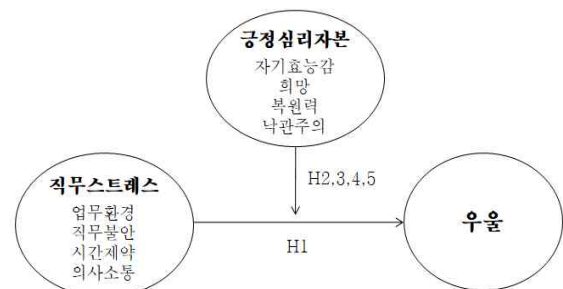 긍정심리자본
자기효능감
희망
복원력
낙관주의
H2,3,4,5
직무스트레스
업무환경
직무불안
시간제약
의사소통
H1
우울